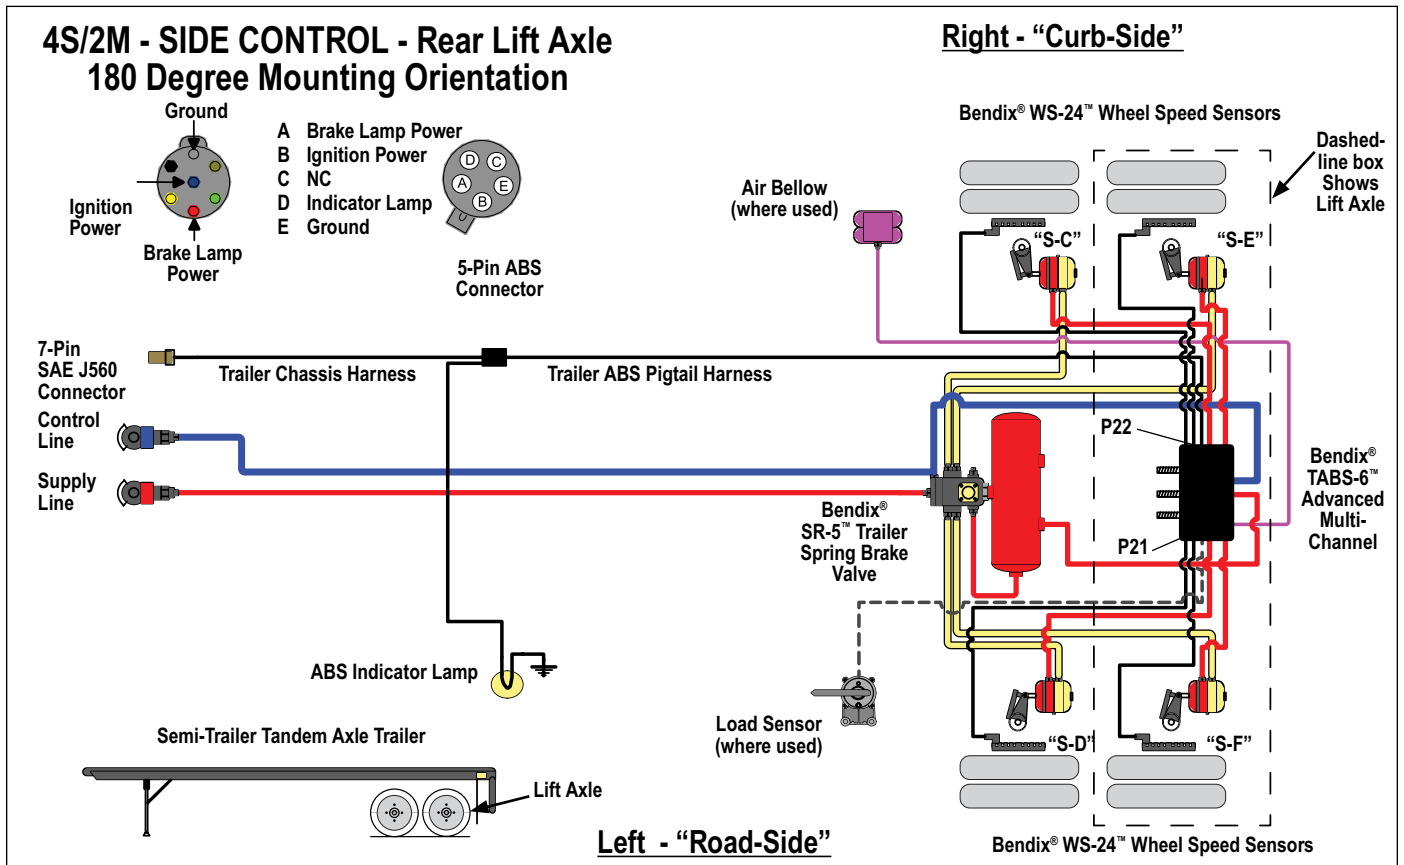 4S/2M - SIDE CONTROL - Rear Lift Axle
180 Degree Mounting Orientation
Right - “Curb-Side”
Ground
Ignition
Power
Brake Lamp
Power
A Brake Lamp Power
B Ignition Power
C NC
D Indicator Lamp
E Ground
D
C
A
E
B
5-Pin ABS
Connector
Bendix® WS-24™ Wheel Speed Sensors
Dashed-
line box
Shows
Lift Axle
Air Bellow
(where used)
“S-C”
“S-E”
7-Pin
SAE J560
Connector
Trailer Chassis Harness
Trailer ABS Pigtail Harness
Control
Line
Supply
Line
P22
Bendix®
SR-5™ Trailer
Spring Brake
Valve
Bendix®
TABS-6™
Advanced
Multi-
Channel
P21
ABS Indicator Lamp
Load Sensor
(where used)
“S-D”
“S-F”
Semi-Trailer Tandem Axle Trailer
Lift Axle
Left - “Road-Side”
Bendix® WS-24™ Wheel Speed Sensors